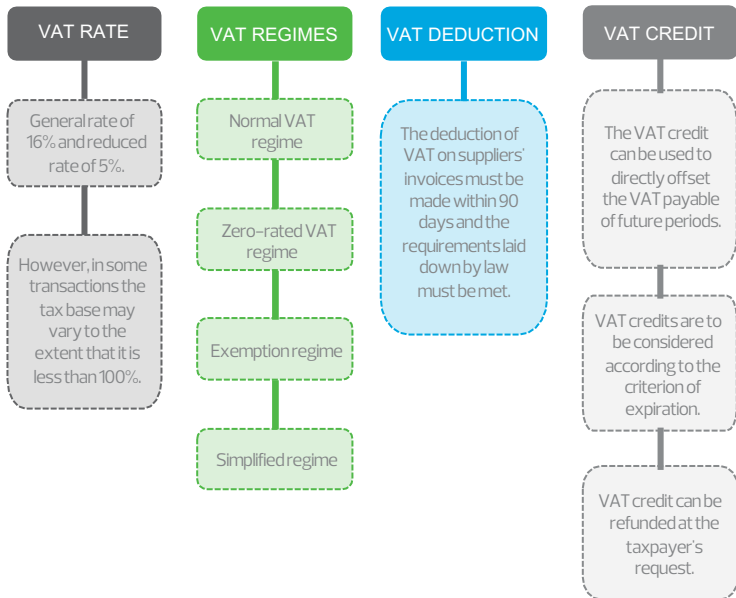 VAT RATE
General rate of
16% and reduced
rate of 5%.
However, in some
transactions the
tax base may
vary to the
extent that it is
less than 100%.
VAT REGIMES
Normal VAT
regime
Zero-rated VAT
regime
Exemption regime
Simplified regime
VAT DEDUCTION
The deduction of
VAT on suppliers'
invoices must be
made within 90
days and the
requirements laid
down by law
must be met.
VAT CREDIT
The VAT credit
can be used to
directly offset
the VAT payable
of future periods.
VAT credits are to
be considered
according to the
criterion of
expiration.
VAT credit can be
refunded at the
taxpayer's
request.